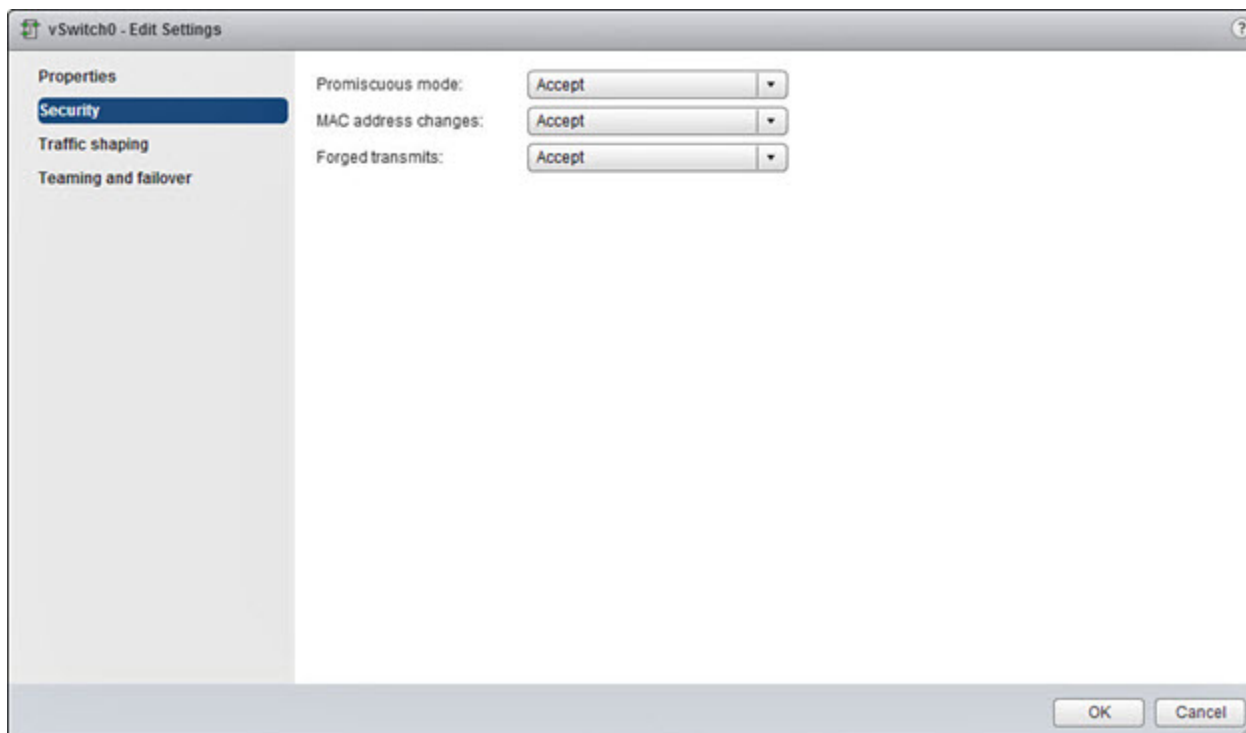 vSwitch0 - Edit Settings
?
Properties
Security
Traffic shaping
Teaming and failover
Promiscuous mode: Accept
MAC address changes: Accept
Forged transmits: Accept
OK Cancel